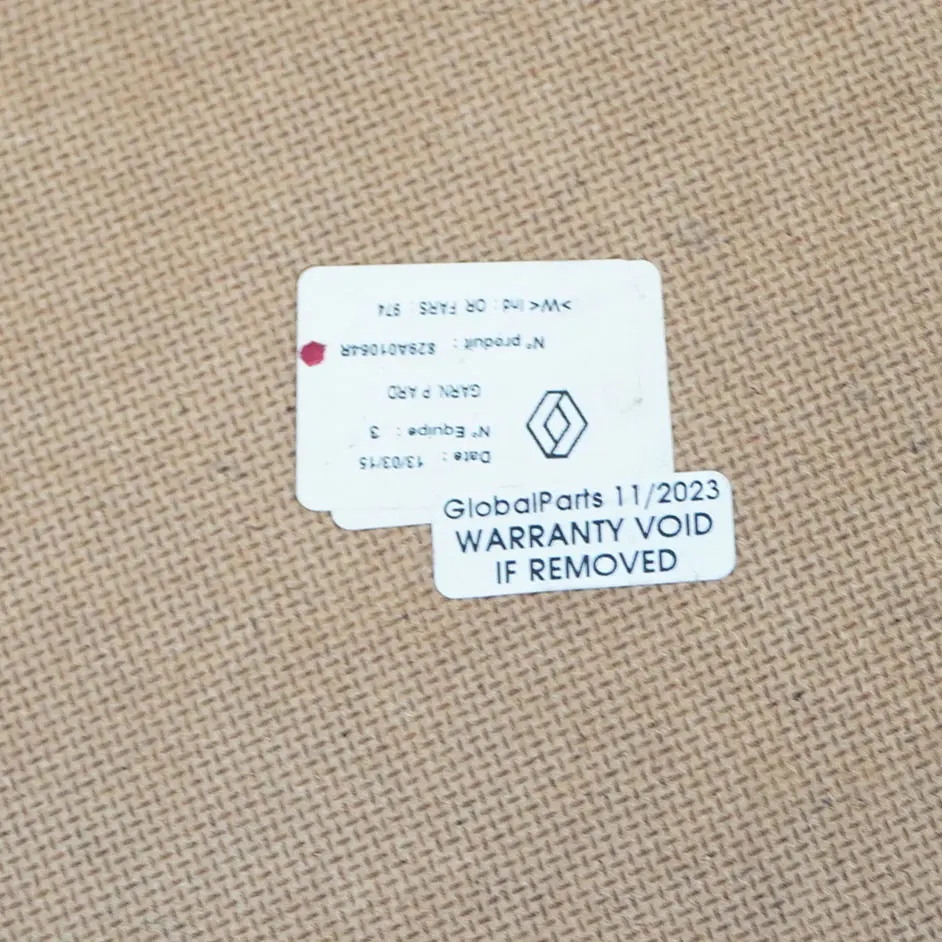 Date : 13/03/15
N° Equipe : 3
GARN P ARD
N° produit : 829A01064R
>W< Ind : OR FARS : 974
GlobalParts 11/2023
WARRANTY VOID
IF REMOVED